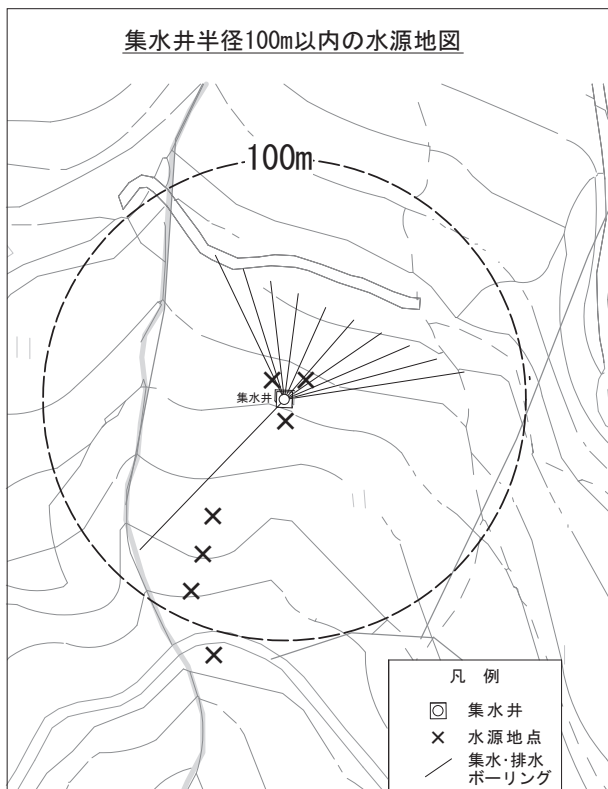 集水井半径100m以内の水源地図
100m
集水井
凡 例
集水井
水源地点
集水・排水
ボーリング